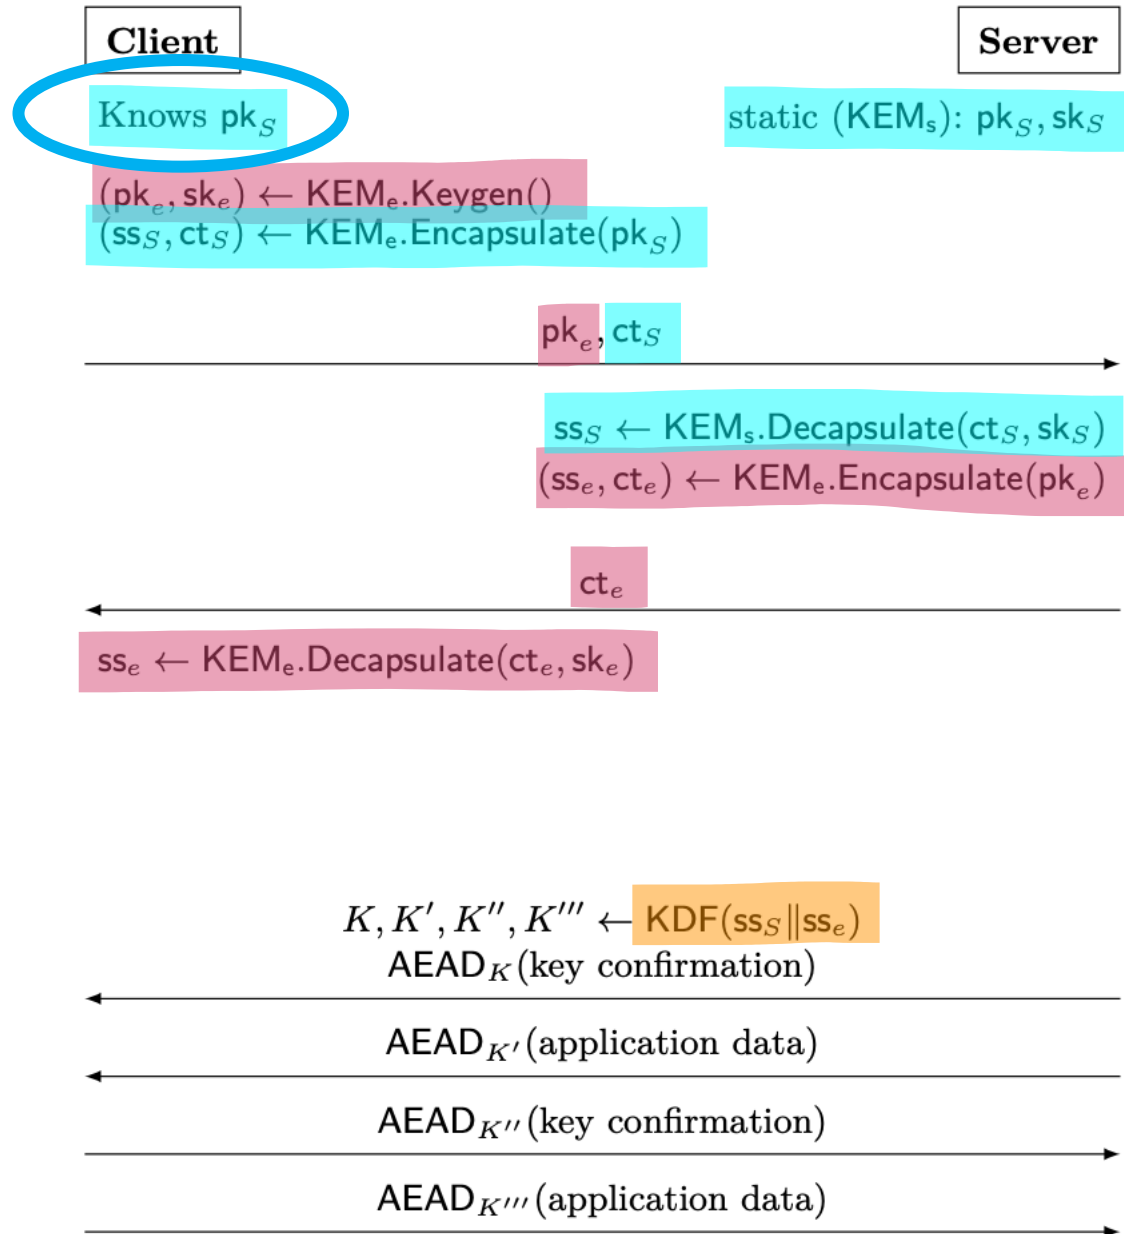 Client
Server
Knows pk_S
static (KEM_s): pk_S, sk_S
(pk_e, sk_e) ← KEM_e.Keygen()
(ss_S, ct_S) ← KEM_e.Encapsulate(pk_S)
pk_e, ct_S
ss_S ← KEM_s.Decapsulate(ct_S, sk_S)
(ss_e, ct_e) ← KEM_e.Encapsulate(pk_e)
ct_e
ss_e ← KEM_e.Decapsulate(ct_e, sk_e)
K, K′, K″, K‴ ← KDF(ss_S‖ss_e)
AEAD_K(key confirmation)
AEAD_K′(application data)
AEAD_K″(key confirmation)
AEAD_K‴(application data)